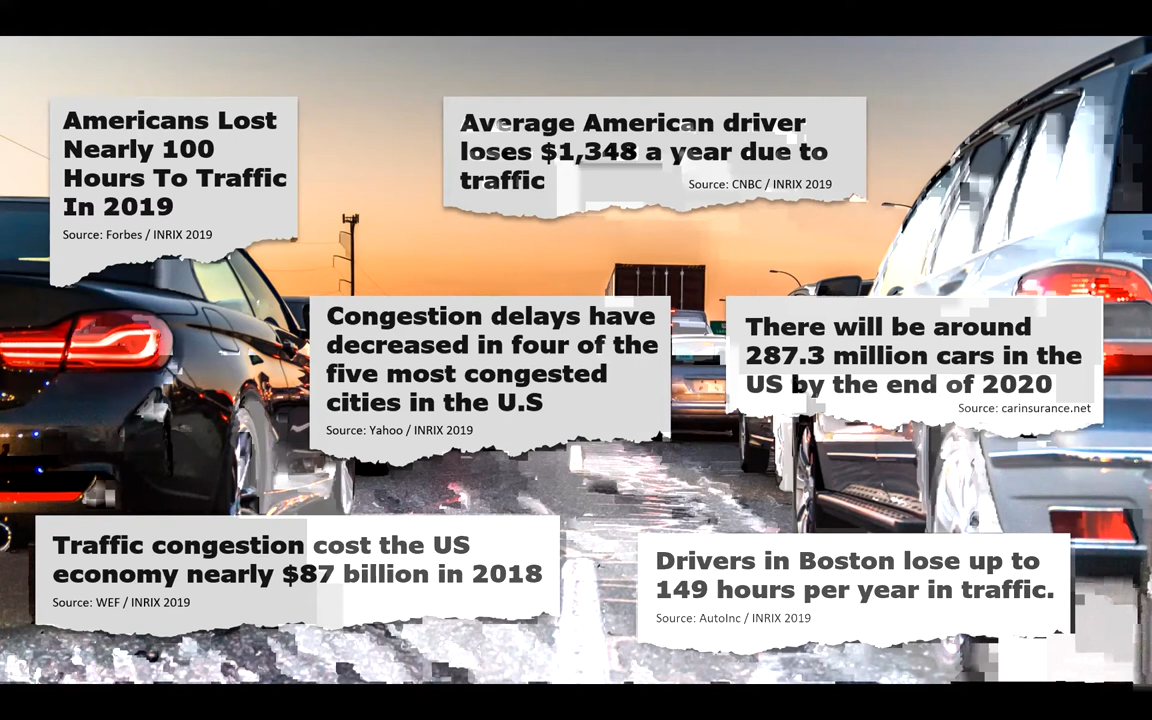 Americans Lost
Nearly 100
Hours To Traffic
In 2019
Source: Forbes / INRIX 2019
Average American driver
loses $1,348 a year due to
traffic
Source: CNBC / INRIX 2019
Congestion delays have
decreased in four of the
five most congested
cities in the U.S
Source: Yahoo / INRIX 2019
There will be around
287.3 million cars in the
US by the end of 2020
Source: carinsurance.net
Traffic congestion cost the US
economy nearly $87 billion in 2018
Source: WEF / INRIX 2019
Drivers in Boston lose up to
149 hours per year in traffic.
Source: AutoInc / INRIX 2019